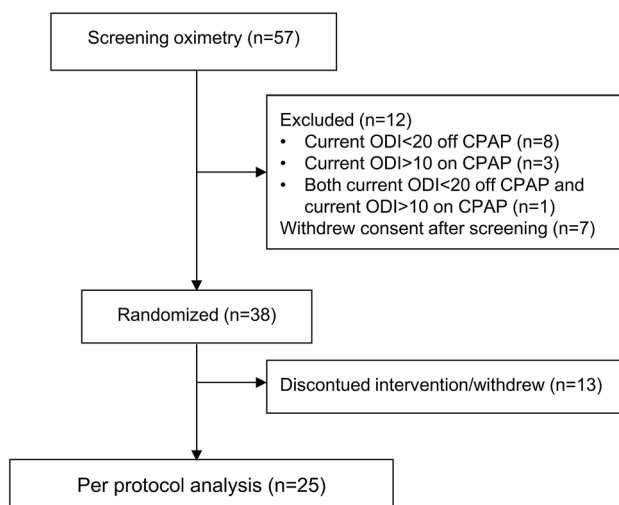 Screening oximetry (n=57)
Excluded (n=12)
• Current ODI<20 off CPAP (n=8)
• Current ODI>10 on CPAP (n=3)
• Both current ODI<20 off CPAP and
current ODI>10 on CPAP (n=1)
Withdrew consent after screening (n=7)
Randomized (n=38)
Discontued intervention/withdrew (n=13)
Per protocol analysis (n=25)